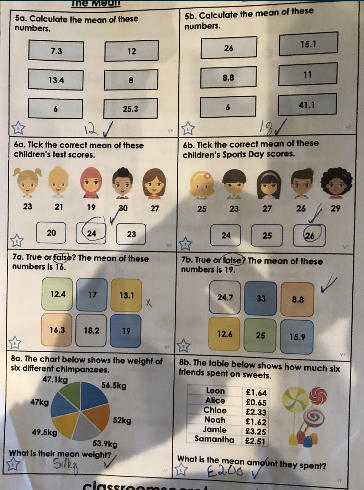 The Mean
5a. Calculate the mean of these
numbers.
7.3 12
13.4 8
6 25.3
12
5b. Calculate the mean of these
numbers.
26 15.1
8.8 11
6 41.1
18
6a. Tick the correct mean of these
children's test scores.
23 21 19 30 27
20 24 23
6b. Tick the correct mean of these
children's Sports Day scores.
25 23 27 26 29
24 25 26
7a. True or false? The mean of these
numbers is 16.
12.4 17 13.1
16.3 18.2 19
7b. True or false? The mean of these
numbers is 19.
24.7 33 8.8
12.6 25 15.9
8a. The chart below shows the weight of
six different chimpanzees.
47.1kg 56.5kg
47kg 52kg
49.5kg 53.9kg
What is their mean weight?
8b. The table below shows how much six
friends spent on sweets.
Leon £1.64
Alice £0.65
Chloe £2.33
Noah £1.62
Jamie £3.25
Samantha £2.51
What is the mean amount they spent?